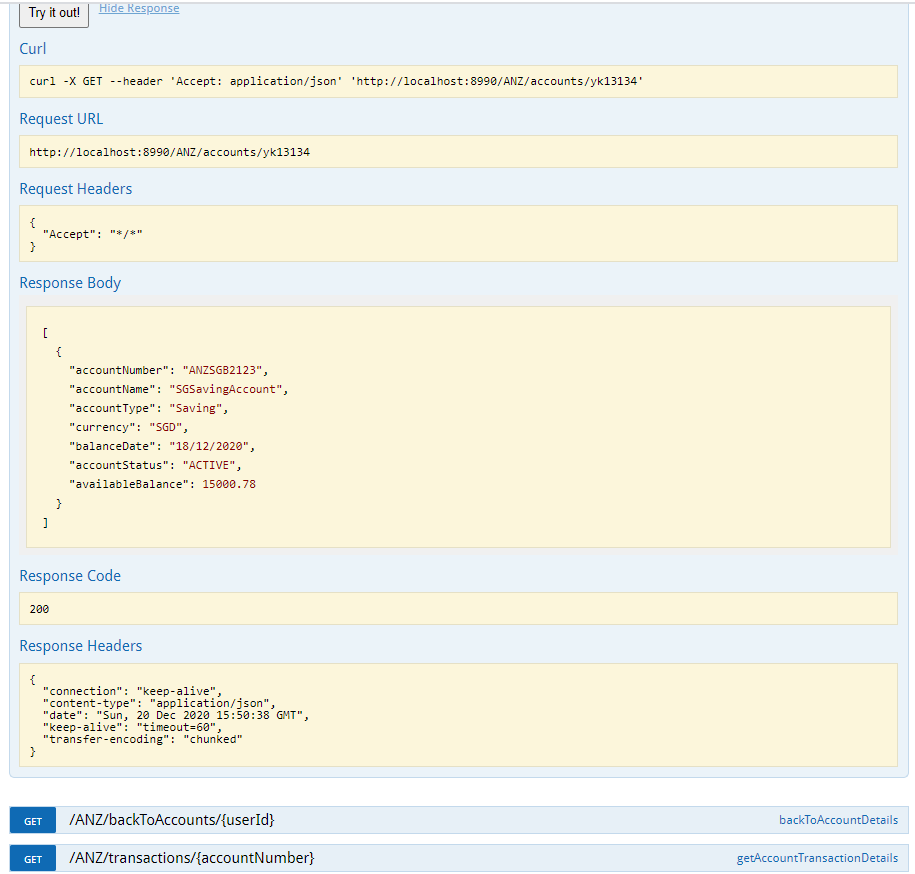 Try it out! Hide Response
Curl
curl -X GET --header 'Accept: application/json' 'http://localhost:8990/ANZ/accounts/yk13134'
Request URL
http://localhost:8990/ANZ/accounts/yk13134
Request Headers
{
"Accept": "*/*"
}
Response Body
[
{
"accountNumber": "ANZSGB2123",
"accountName": "SGSavingAccount",
"accountType": "Saving",
"currency": "SGD",
"balanceDate": "18/12/2020",
"accountStatus": "ACTIVE",
"availableBalance": 15000.78
}
]
Response Code
200
Response Headers
{
"connection": "keep-alive",
"content-type": "application/json",
"date": "Sun, 20 Dec 2020 15:50:38 GMT",
"keep-alive": "timeout=60",
"transfer-encoding": "chunked"
}
GET /ANZ/backToAccounts/{userId} backToAccountDetails
GET /ANZ/transactions/{accountNumber} getAccountTransactionDetails